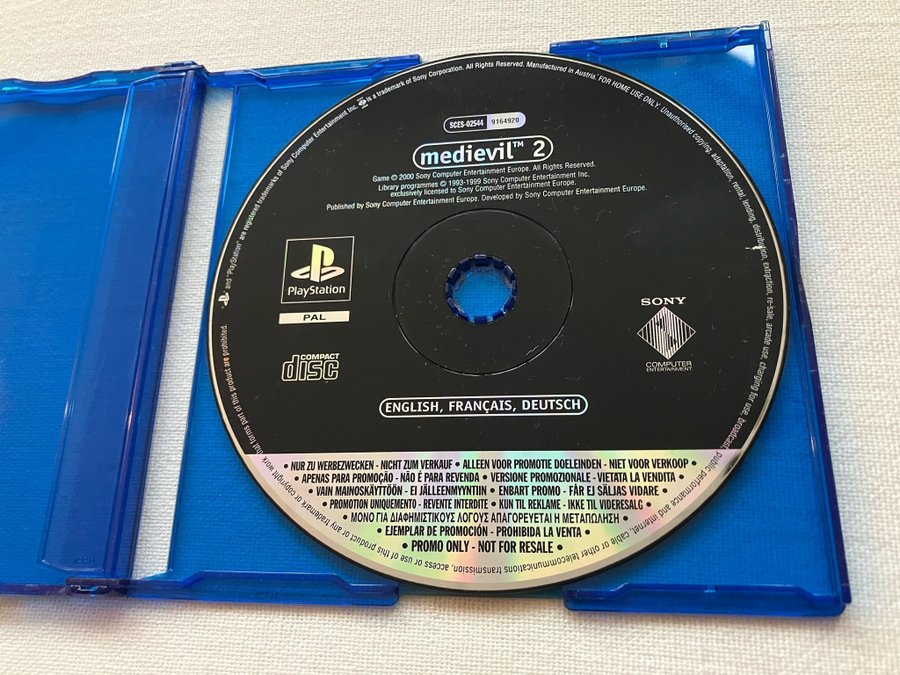 SCES-02544 9164920
medievil™ 2
Game © 2000 Sony Computer Entertainment Europe. All Rights Reserved.
Library programmes © 1993-1999 Sony Computer Entertainment Inc.
exclusively licensed to Sony Computer Entertainment Europe.
Published by Sony Computer Entertainment Europe. Developed by Sony Computer Entertainment Europe.
PlayStation
PAL
COMPACT
disc
SONY
COMPUTER
ENTERTAINMENT
ENGLISH, FRANÇAIS, DEUTSCH
• NUR ZU WERBEZWECKEN - NICHT ZUM VERKAUF • ALLEEN VOOR PROMOTIE DOELEINDEN - NIET VOOR VERKOOP •
• APENAS PARA PROMOÇÃO - NÃO É PARA REVENDA • VERSIONE PROMOZIONALE - VIETATA LA VENDITA •
• VAIN MAINOSKÄYTTÖÖN - EI JÄLLEENMYYNTIIN • ENBART PROMO - FÅR EJ SÄLJAS VIDARE •
• PROMOTION UNIQUEMENT - REVENTE INTERDITE • KUN TIL REKLAME - IKKE TIL VIDERESALG •
• ΜΟΝΟ ΓΙΑ ΔΙΑΦΗΜΙΣΤΙΚΟΥΣ ΛΟΓΟΥΣ ΑΠΑΓΟΡΕΥΕΤΑΙ Η ΜΕΤΑΠΩΛΗΣΗ •
• EJEMPLAR DE PROMOCIÓN - PROHIBIDA LA VENTA •
• PROMO ONLY - NOT FOR RESALE •
and "PlayStation" are registered trademarks of Sony Computer Entertainment Inc. is a trademark of Sony Corporation. All Rights Reserved. Manufactured in Austria. FOR HOME USE ONLY. Unauthorised copying, adaptation, rental, lending, distribution, extraction, re-sale, arcade use, charging for use, broadcast, public performance and internet, cable or other telecommunications transmission, access or use of this product or any trademark or copyright work that forms part of this product are prohibited.